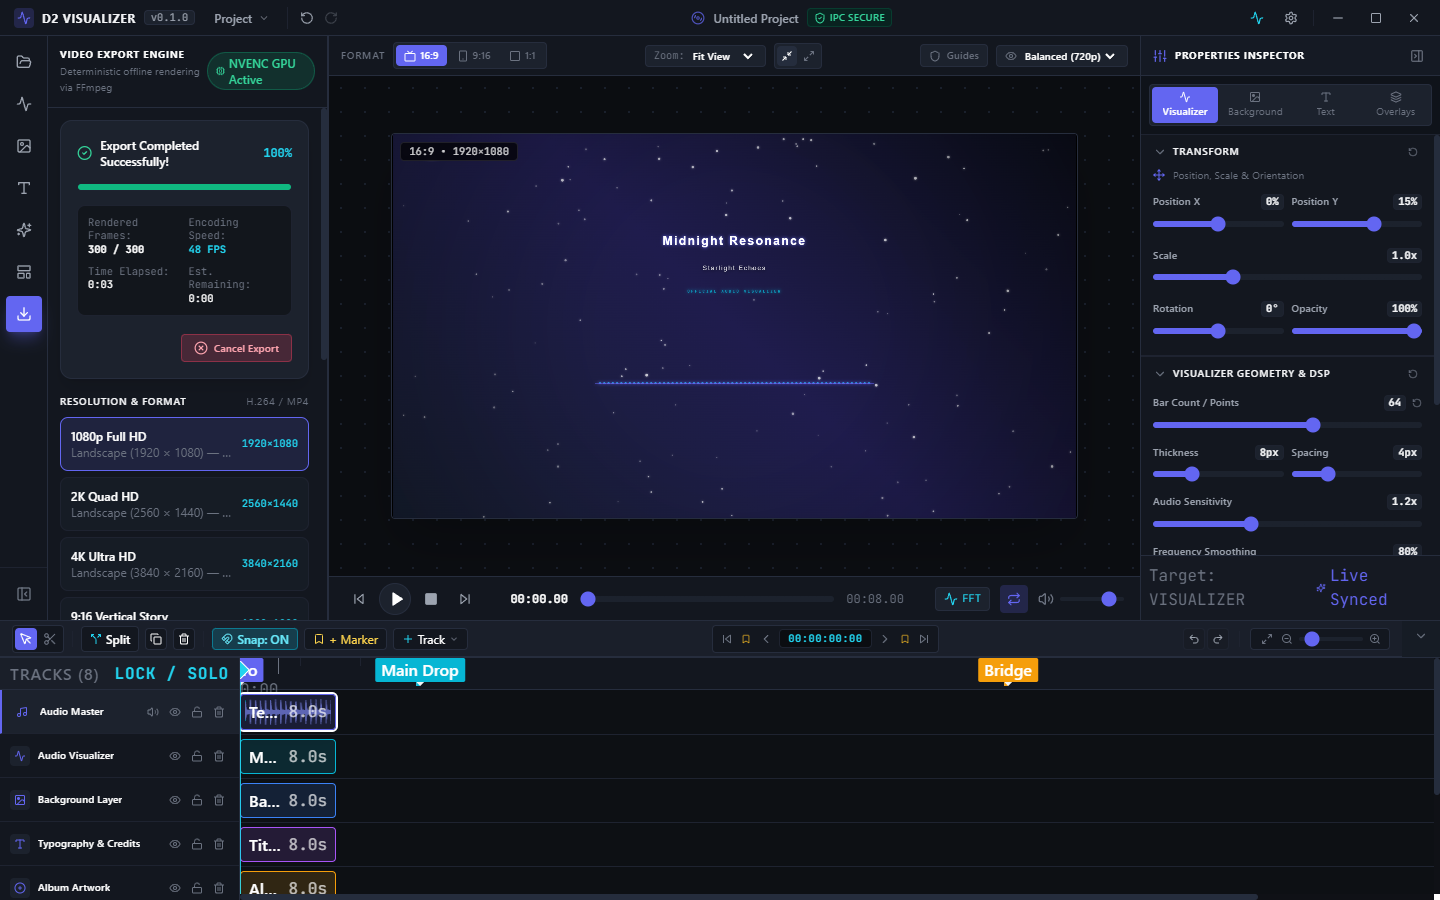 D2 VISUALIZER v0.1.0 Project Untitled Project IPC SECURE
VIDEO EXPORT ENGINE
Deterministic offline rendering
via FFmpeg
NVENC GPU
Active
Export Completed
Successfully!
100%
Rendered
Frames:
300 / 300
Encoding
Speed:
48 FPS
Time Elapsed:
0:03
Est.
Remaining:
0:00
Cancel Export
RESOLUTION & FORMAT H.264 / MP4
1080p Full HD
Landscape (1920 × 1080) — ...
1920×1080
2K Quad HD
Landscape (2560 × 1440) — ...
2560×1440
4K Ultra HD
Landscape (3840 × 2160) — ...
3840×2160
9:16 Vertical Story
FORMAT 16:9 9:16 1:1 Zoom: Fit View Guides Balanced (720p)
16:9 • 1920×1080
Midnight Resonance
Starlight Echoes
OFFICIAL AUDIO VISUALIZER
00:00.00 00:08.00 FFT
PROPERTIES INSPECTOR
Visualizer Background Text Overlays
TRANSFORM
Position, Scale & Orientation
Position X 0% Position Y 15%
Scale 1.0x
Rotation 0° Opacity 100%
VISUALIZER GEOMETRY & DSP
Bar Count / Points 64
Thickness 8px Spacing 4px
Audio Sensitivity 1.2x
Frequency Smoothing 80%
Target:
VISUALIZER
Live
Synced
Split Snap: ON + Marker Track 00:00:00:00
TRACKS (8) LOCK / SOLO
o Main Drop Bridge
0:00
Audio Master Te... 8.0s
Audio Visualizer M... 8.0s
Background Layer Ba... 8.0s
Typography & Credits Tit... 8.0s
Album Artwork Al... 8.0s